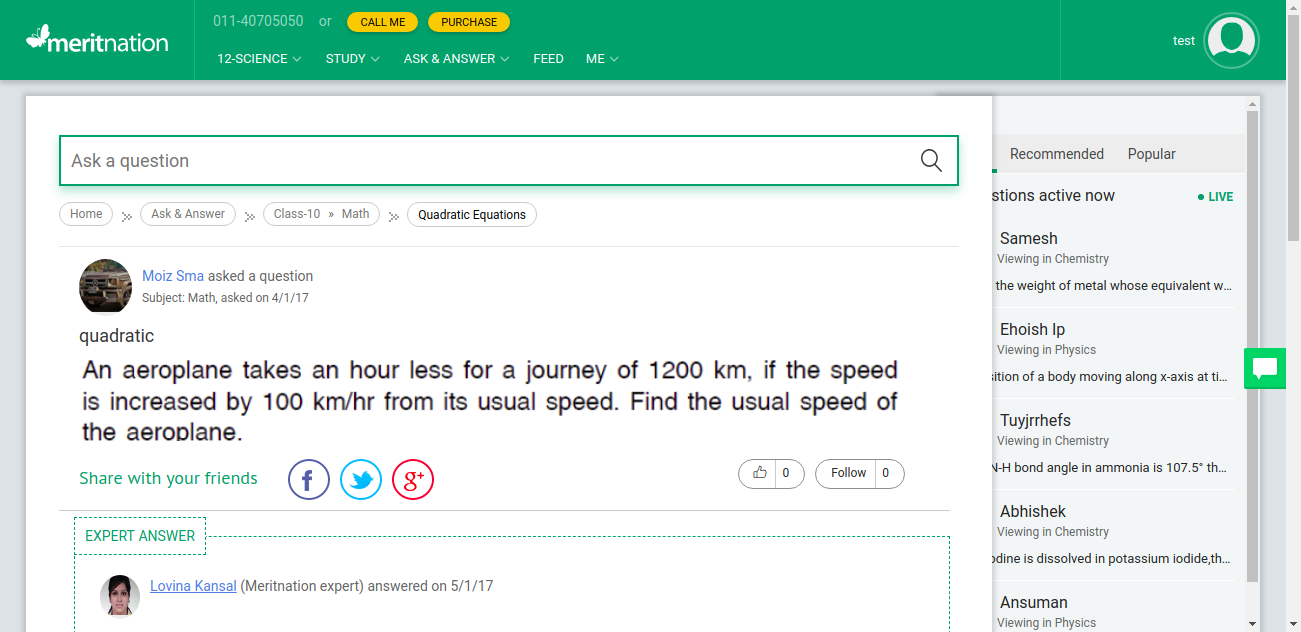 011-40705050 or CALL ME PURCHASE
meritnation
12-SCIENCE STUDY ASK & ANSWER FEED ME
test
Ask a question
Home Ask & Answer Class-10 » Math Quadratic Equations
Moiz Sma asked a question
Subject: Math, asked on 4/1/17
quadratic
An aeroplane takes an hour less for a journey of 1200 km, if the speed
is increased by 100 km/hr from its usual speed. Find the usual speed of
the aeroplane.
Share with your friends f g+ 0 Follow 0
EXPERT ANSWER
Lovina Kansal (Meritnation expert) answered on 5/1/17
Recommended Popular
stions active now LIVE
Samesh
Viewing in Chemistry
the weight of metal whose equivalent w...
Ehoish Ip
Viewing in Physics
sition of a body moving along x-axis at ti...
Tuyjrrhefs
Viewing in Chemistry
N-H bond angle in ammonia is 107.5° th...
Abhishek
Viewing in Chemistry
odine is dissolved in potassium iodide,th...
Ansuman
Viewing in Physics